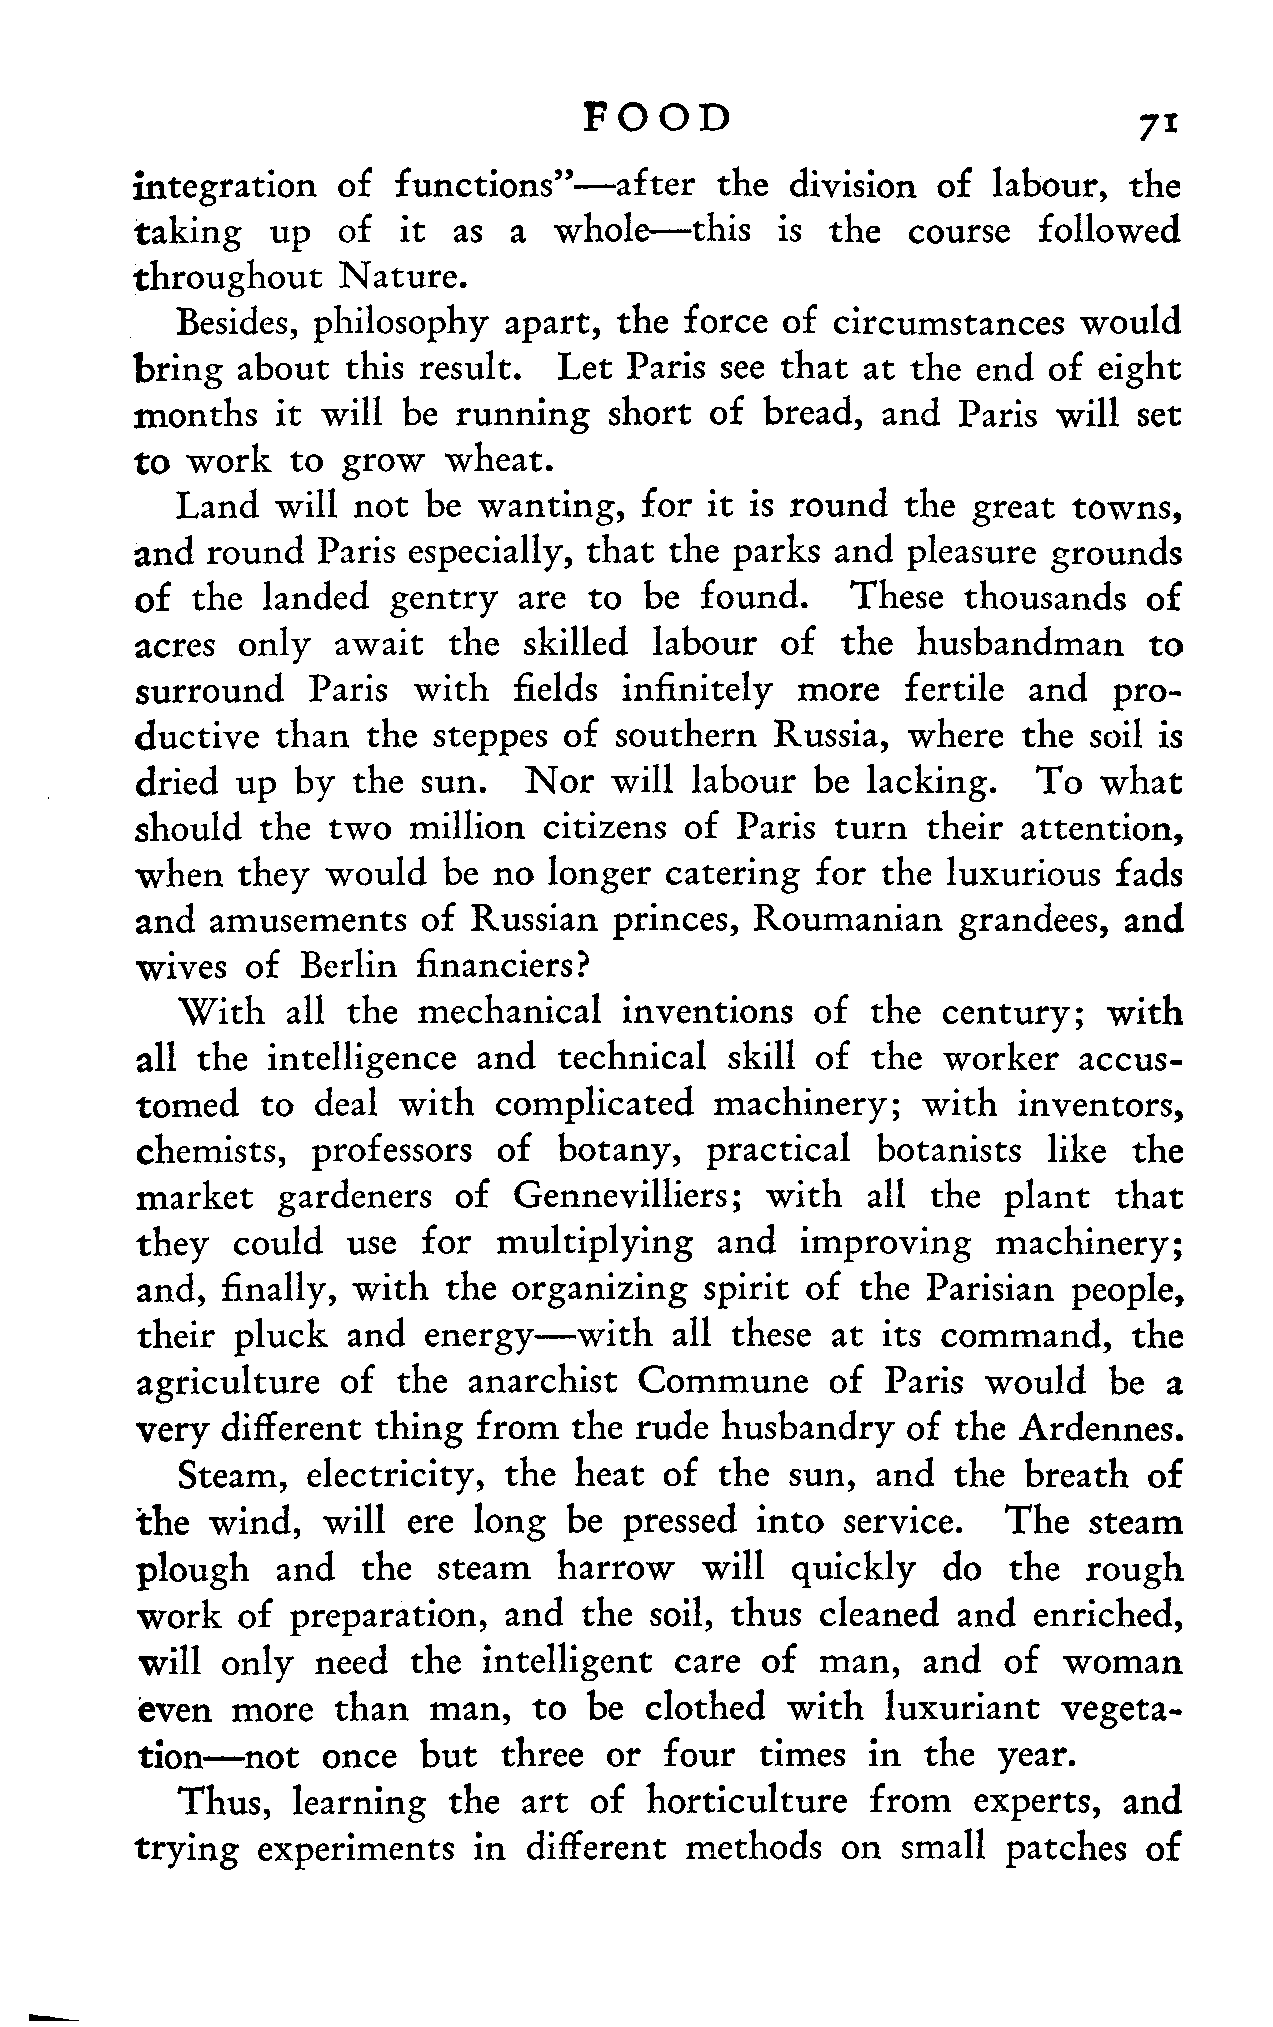 FOOD 71
integration of functions"—after the division of labour, the
taking up of it as a whole—this is the course followed
throughout Nature.
Besides, philosophy apart, the force of circumstances would
bring about this result. Let Paris see that at the end of eight
months it will be running short of bread, and Paris will set
to work to grow wheat.
Land will not be wanting, for it is round the great towns,
and round Paris especially, that the parks and pleasure grounds
of the landed gentry are to be found. These thousands of
acres only await the skilled labour of the husbandman to
surround Paris with fields infinitely more fertile and pro-
ductive than the steppes of southern Russia, where the soil is
dried up by the sun. Nor will labour be lacking. To what
should the two million citizens of Paris turn their attention,
when they would be no longer catering for the luxurious fads
and amusements of Russian princes, Roumanian grandees, and
wives of Berlin financiers?
With all the mechanical inventions of the century; with
all the intelligence and technical skill of the worker accus-
tomed to deal with complicated machinery; with inventors,
chemists, professors of botany, practical botanists like the
market gardeners of Gennevilliers; with all the plant that
they could use for multiplying and improving machinery;
and, finally, with the organizing spirit of the Parisian people,
their pluck and energy—with all these at its command, the
agriculture of the anarchist Commune of Paris would be a
very different thing from the rude husbandry of the Ardennes.
Steam, electricity, the heat of the sun, and the breath of
the wind, will ere long be pressed into service. The steam
plough and the steam harrow will quickly do the rough
work of preparation, and the soil, thus cleaned and enriched,
will only need the intelligent care of man, and of woman
even more than man, to be clothed with luxuriant vegeta-
tion—not once but three or four times in the year.
Thus, learning the art of horticulture from experts, and
trying experiments in different methods on small patches of